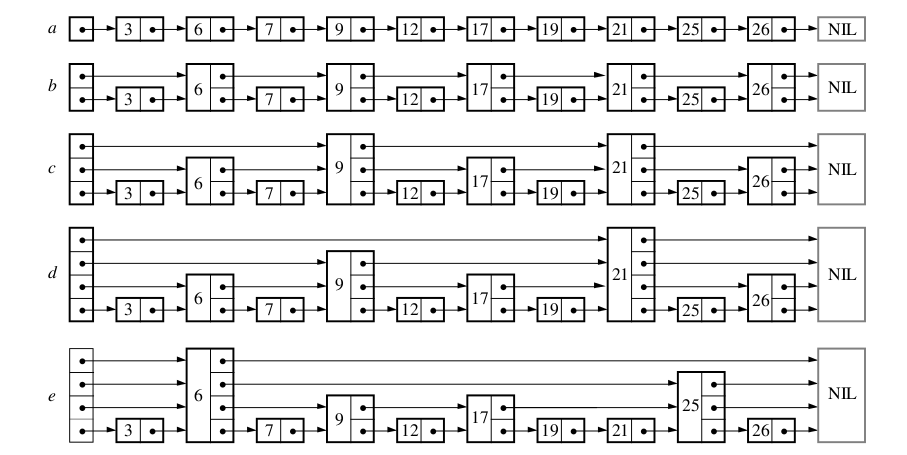 a 3 6 7 9 12 17 19 21 25 26 NIL
b 3 6 7 9 12 17 19 21 25 26 NIL
c 3 6 7 9 12 17 19 21 25 26 NIL
d 3 6 7 9 12 17 19 21 25 26 NIL
e 3 6 7 9 12 17 19 21 25 26 NIL